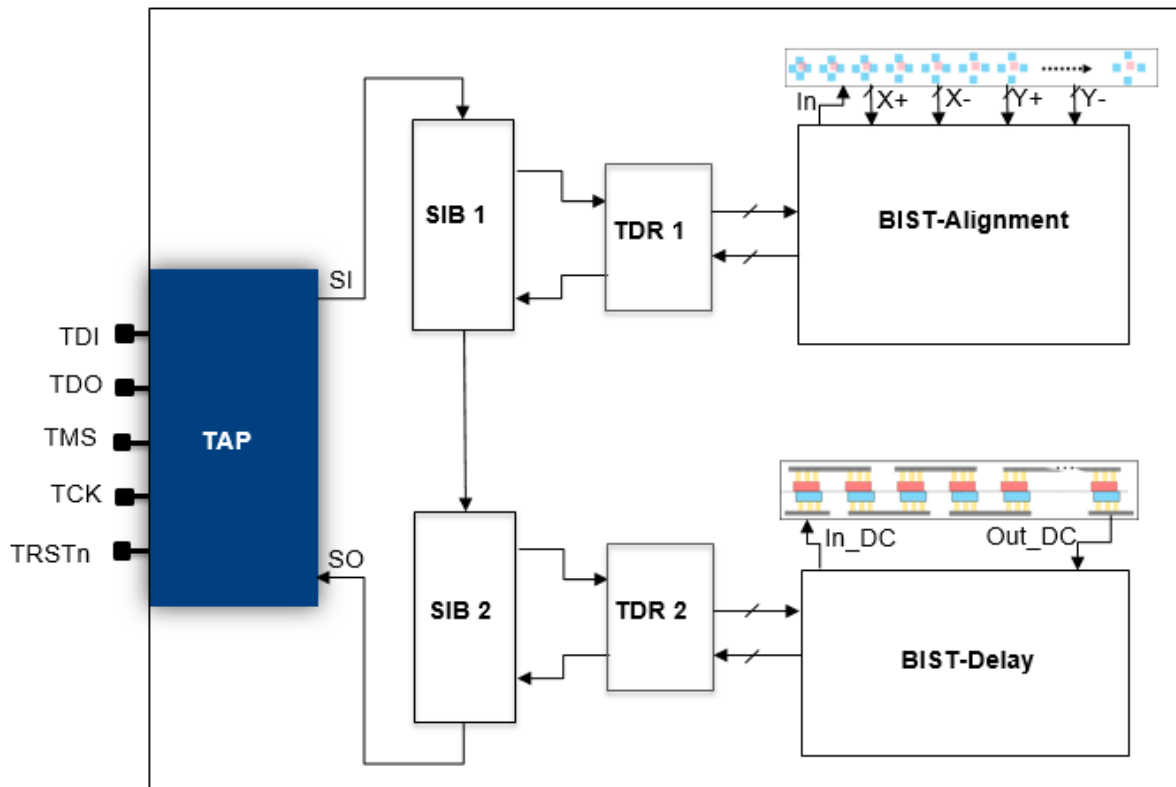 In
X+
X-
Y+
Y-
SIB 1
TDR 1
BIST-Alignment
SI
TDI
TDO
TMS
TCK
TRSTn
TAP
SO
In_DC
Out_DC
SIB 2
TDR 2
BIST-Delay